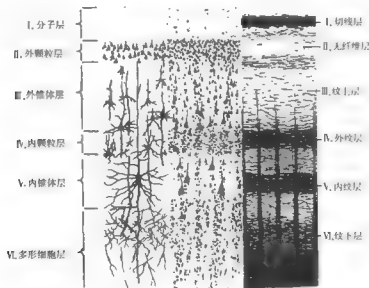 I. 分子层
II. 外颗粒层
III. 外锥体层
IV. 内颗粒层
V. 内锥体层
VI. 多形细胞层
I. 切线层
II. 无纤维层
III. 纹上层
IV. 外纹层
V. 内纹层
VI. 纹下层